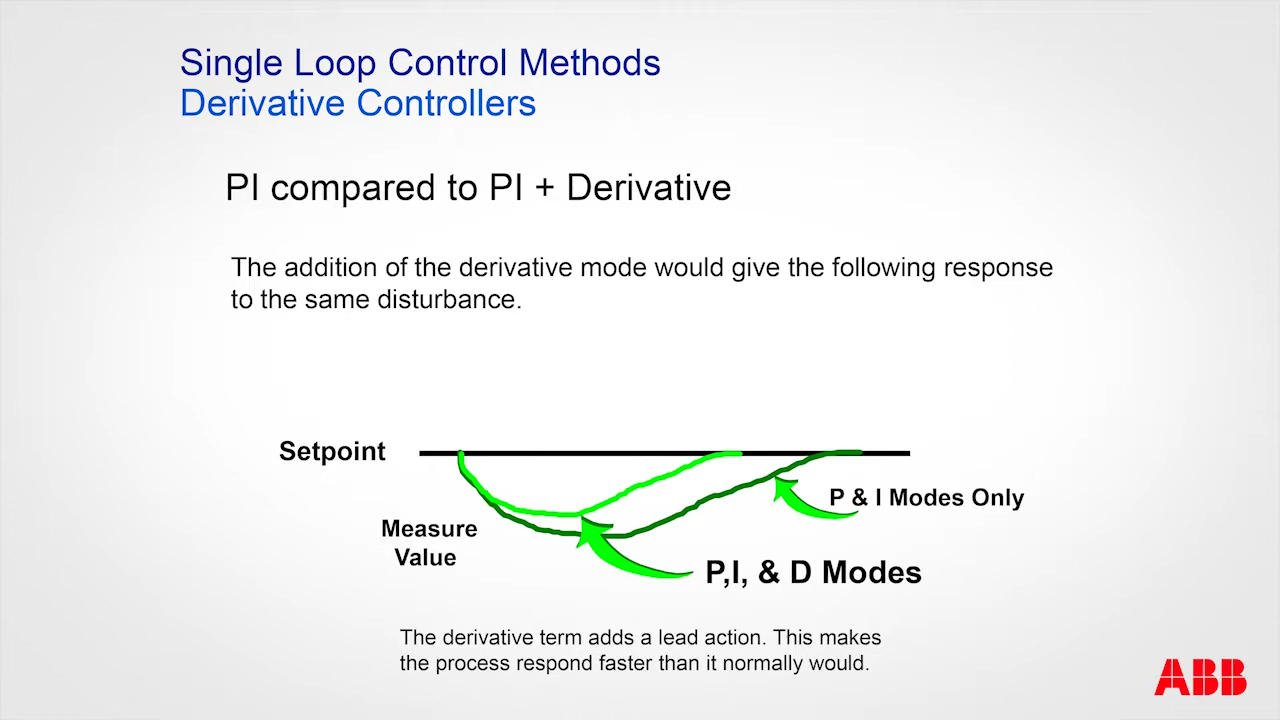 Single Loop Control Methods
Derivative Controllers
PI compared to PI + Derivative
The addition of the derivative mode would give the following response
to the same disturbance.
Setpoint
P & I Modes Only
Measure
Value
P,I, & D Modes
The derivative term adds a lead action. This makes
the process respond faster than it normally would.
ABB